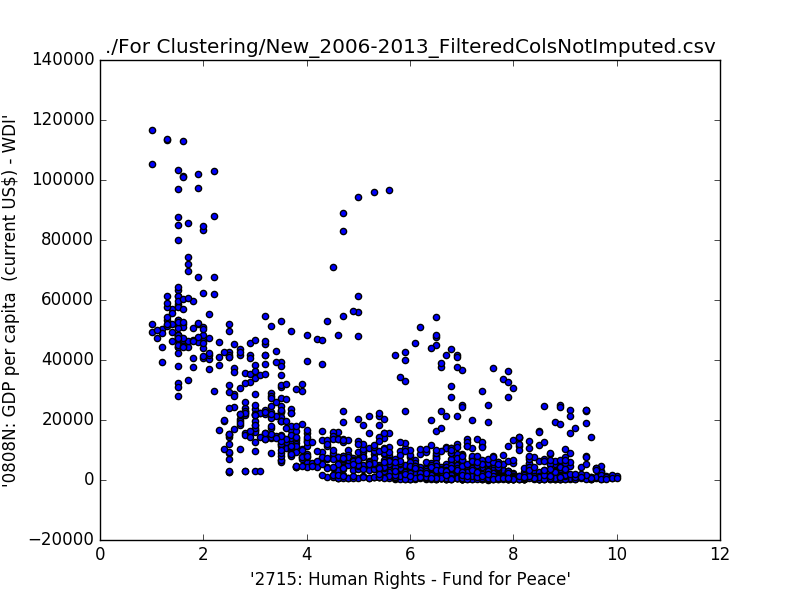 ./For Clustering/New_2006-2013_FilteredColsNotImputed.csv
140000
120000
100000
80000
60000
40000
20000
0
−20000
'0808N: GDP per capita  (current US$) - WDI'
0 2 4 6 8 10 12
'2715: Human Rights - Fund for Peace'